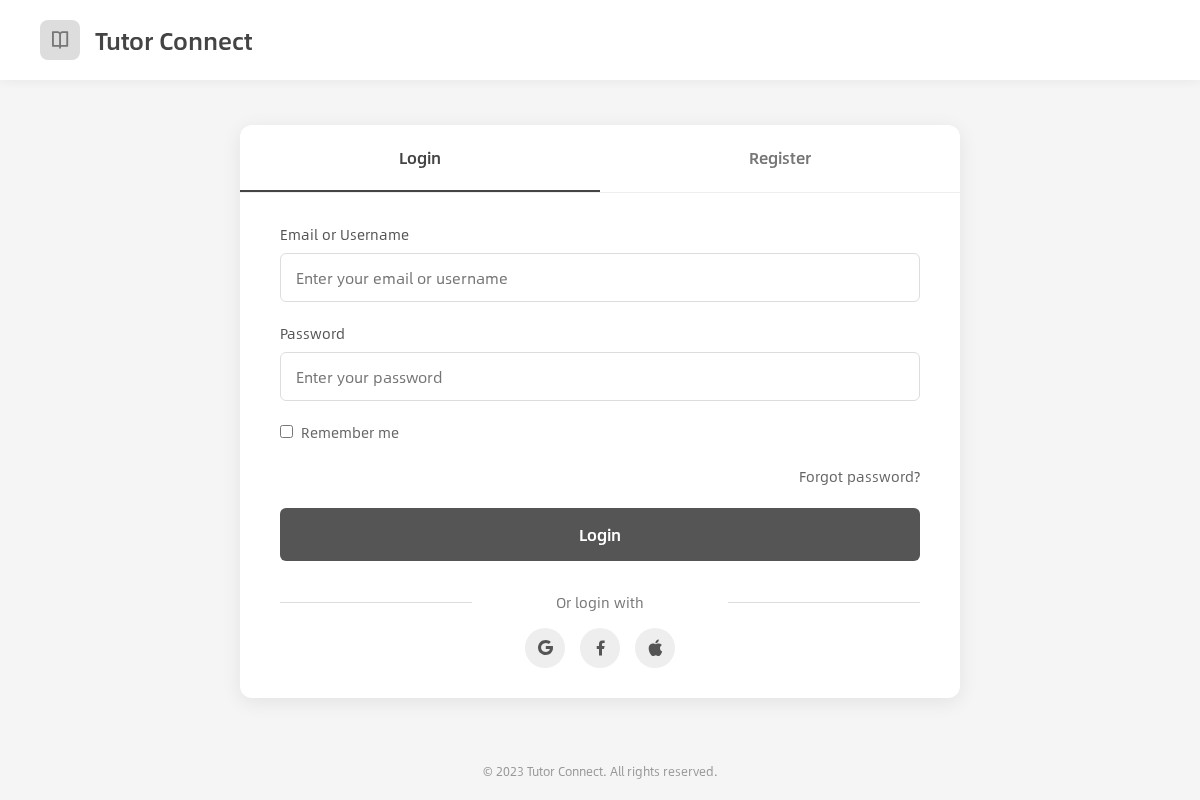 Tutor Connect
Login
Register
Email or Username
Enter your email or username
Password
Enter your password
Remember me
Forgot password?
Login
Or login with
© 2023 Tutor Connect. All rights reserved.